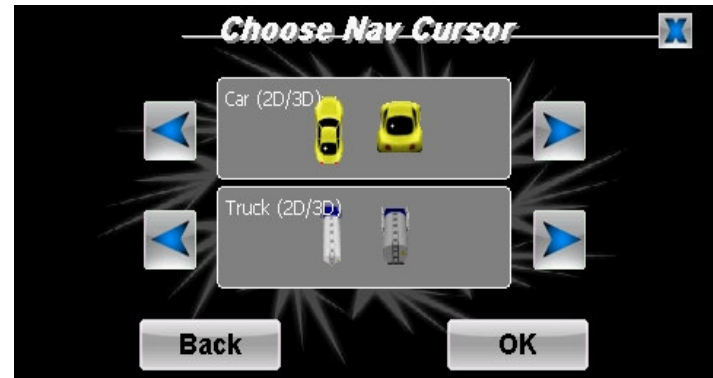 Choose Nav Cursor
X
Car (2D/3D)
Truck (2D/3D)
Back
OK